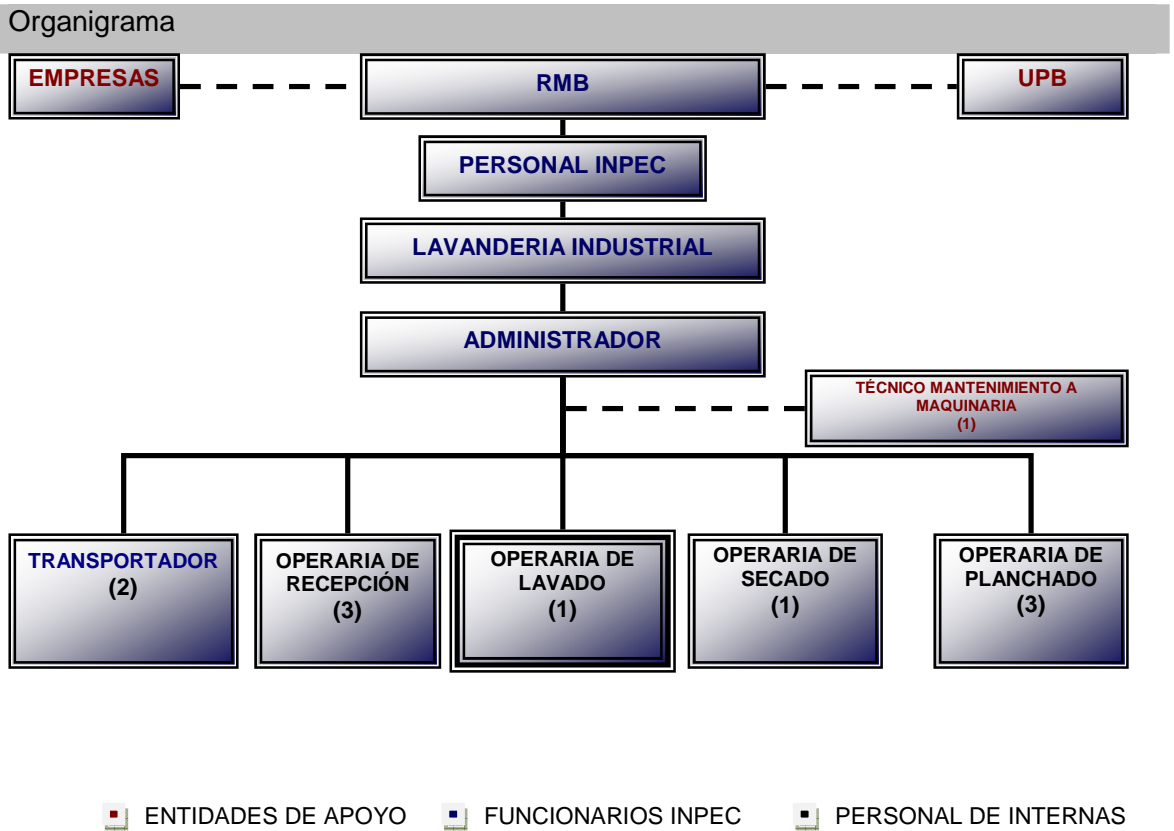 Organigrama
EMPRESAS
RMB
UPB
PERSONAL INPEC
LAVANDERIA INDUSTRIAL
ADMINISTRADOR
TÉCNICO MANTENIMIENTO A
MAQUINARIA
(1)
TRANSPORTADOR
(2)
OPERARIA DE
RECEPCIÓN
(3)
OPERARIA DE
LAVADO
(1)
OPERARIA DE
SECADO
(1)
OPERARIA DE
PLANCHADO
(3)
ENTIDADES DE APOYO
FUNCIONARIOS INPEC
PERSONAL DE INTERNAS